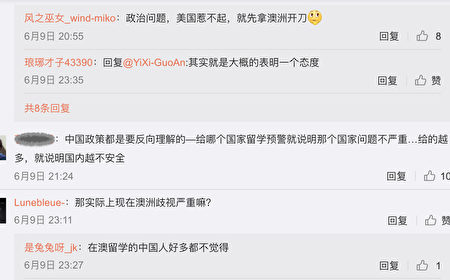 风之巫女_wind-miko：政治问题，美国惹不起，就先拿澳洲开刀
6月9日 20:55 回复 8
琅琊才子43390：回复@YiXi-GuoAn:其实就是大概的表明一个态度
6月9日 23:35 回复 赞
共8条回复
：中国政策都是要反向理解的—给哪个国家留学预警就说明那个国家问题不严重…给的越
多，就说明国内越不安全
6月9日 21:24 回复 10
Lunebleue-：那实际上现在澳洲歧视严重嘛?
6月9日 23:11 回复 赞
是兔兔呀_jk：在澳留学的中国人好多都不觉得
6月9日 23:27 回复 1